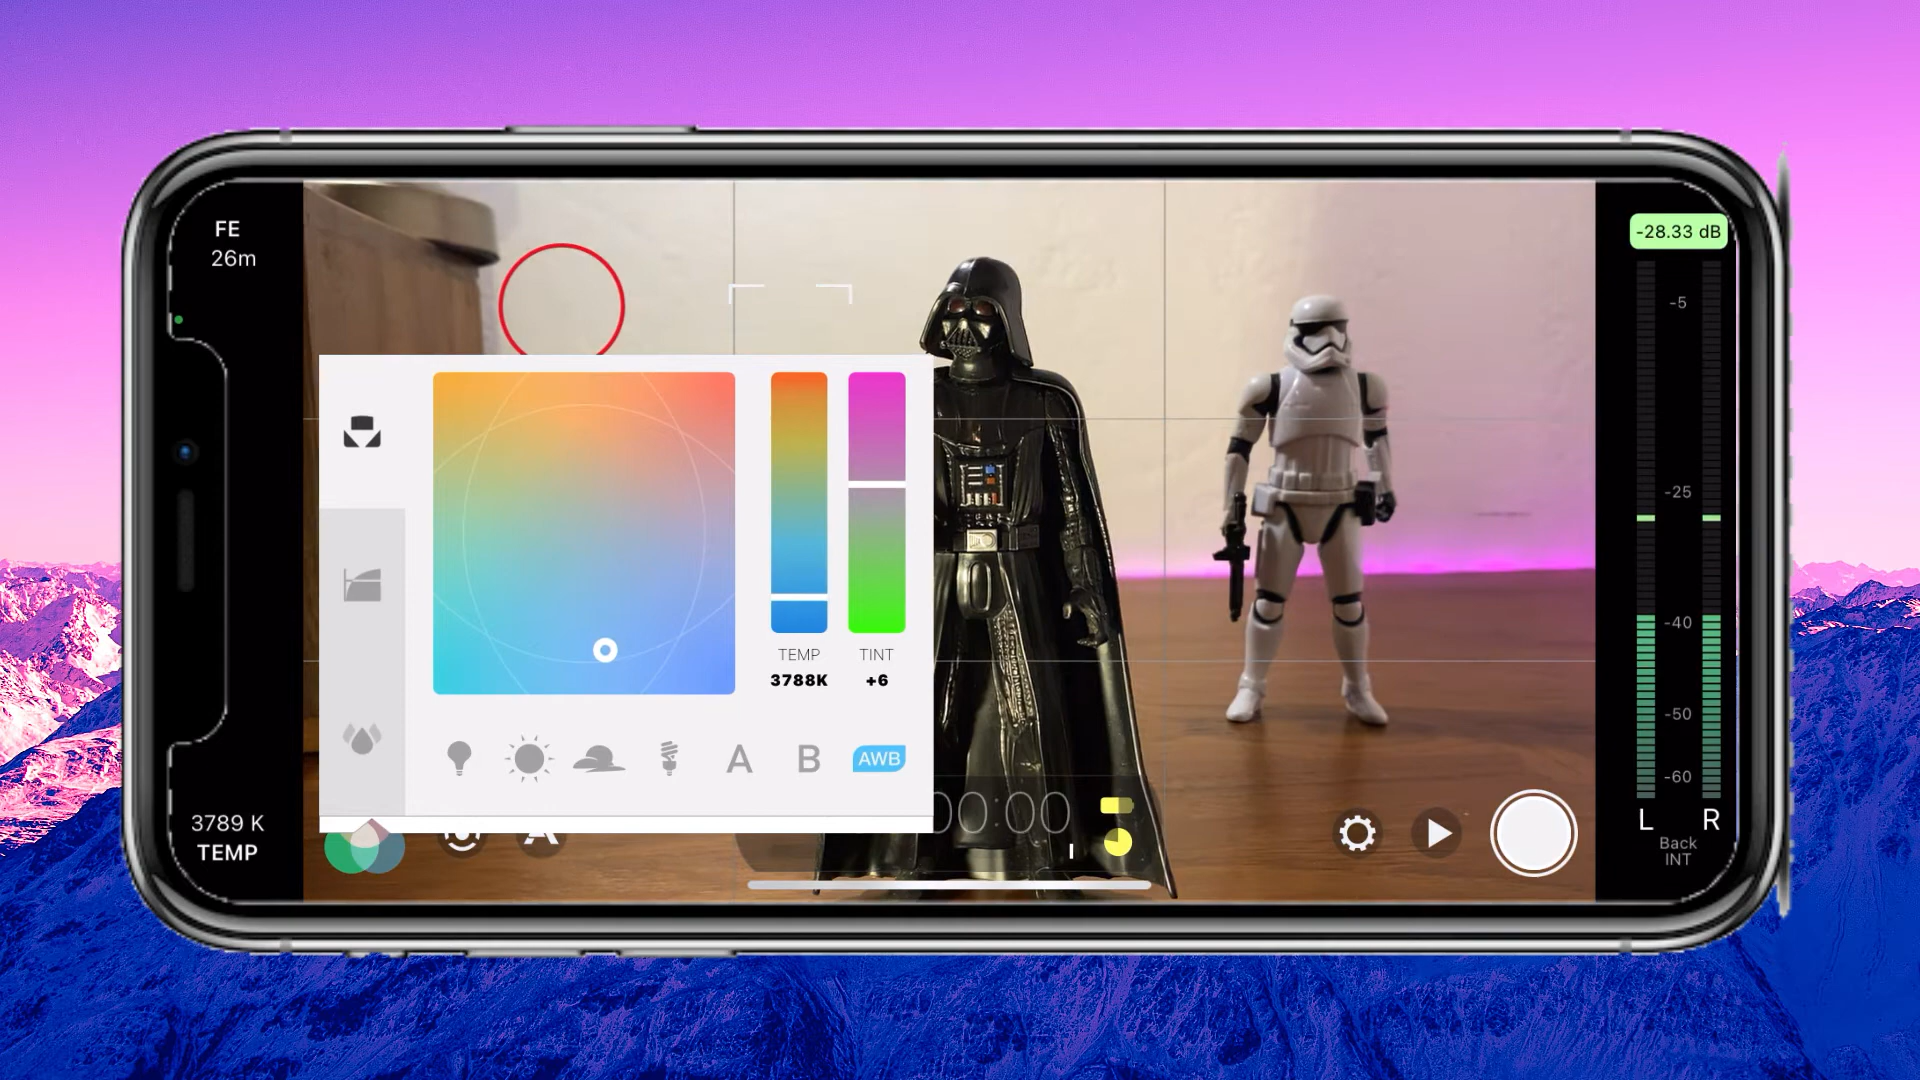 FE
26m
-28.33 dB
-5
-25
-40
-50
-60
L R
Back
INT
TEMP TINT
3788K +6
A B AWB
00:00
3789 K
TEMP